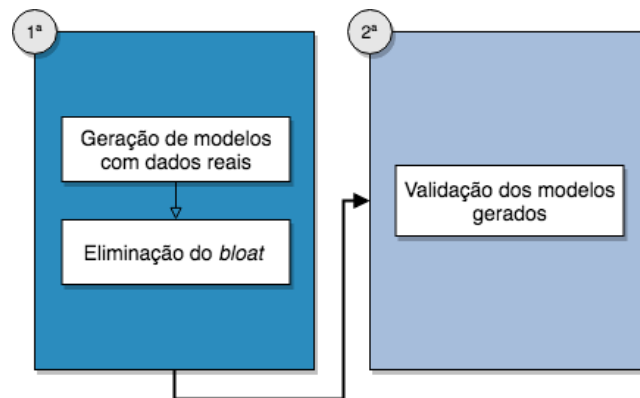 1ª
Geração de modelos
com dados reais
Eliminação do bloat
2ª
Validação dos modelos
gerados